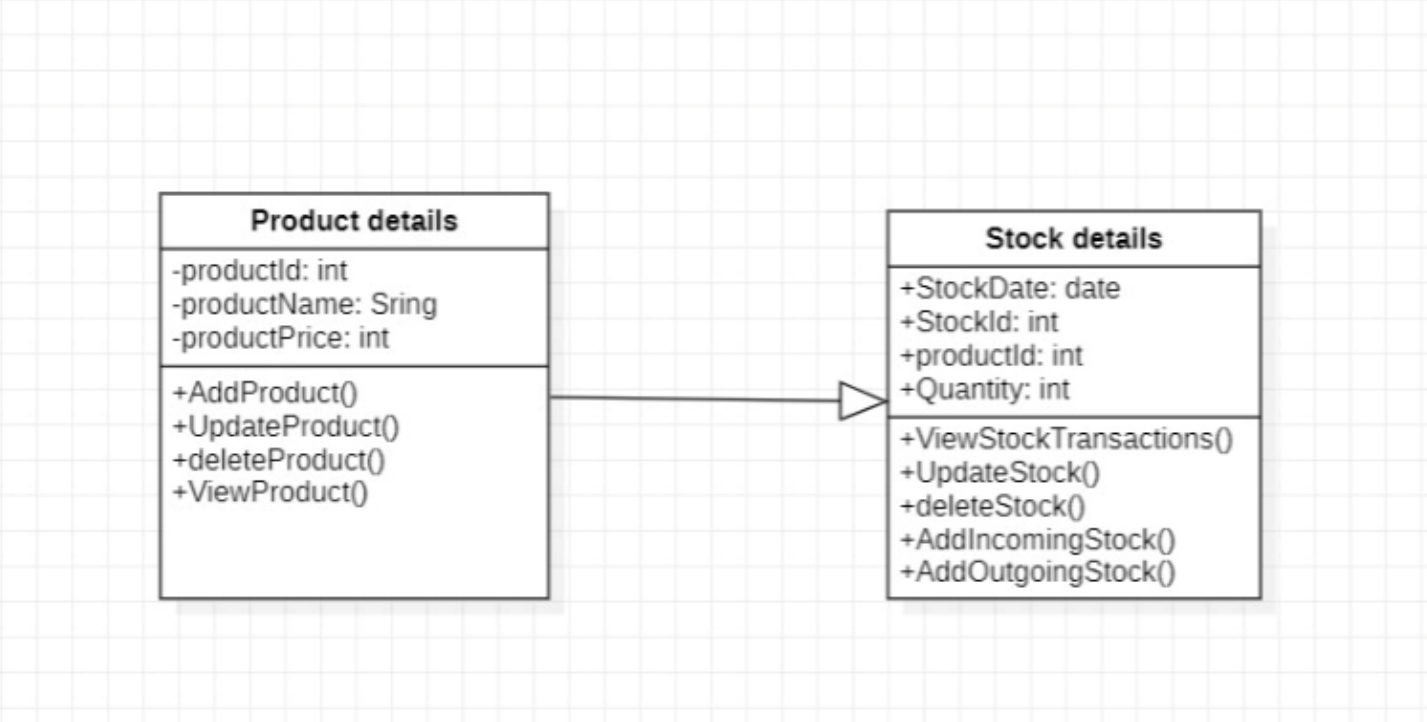 Product details
-productId: int
-productName: Sring
-productPrice: int
+AddProduct()
+UpdateProduct()
+deleteProduct()
+ViewProduct()
Stock details
+StockDate: date
+StockId: int
+productId: int
+Quantity: int
+ViewStockTransactions()
+UpdateStock()
+deleteStock()
+AddIncomingStock()
+AddOutgoingStock()